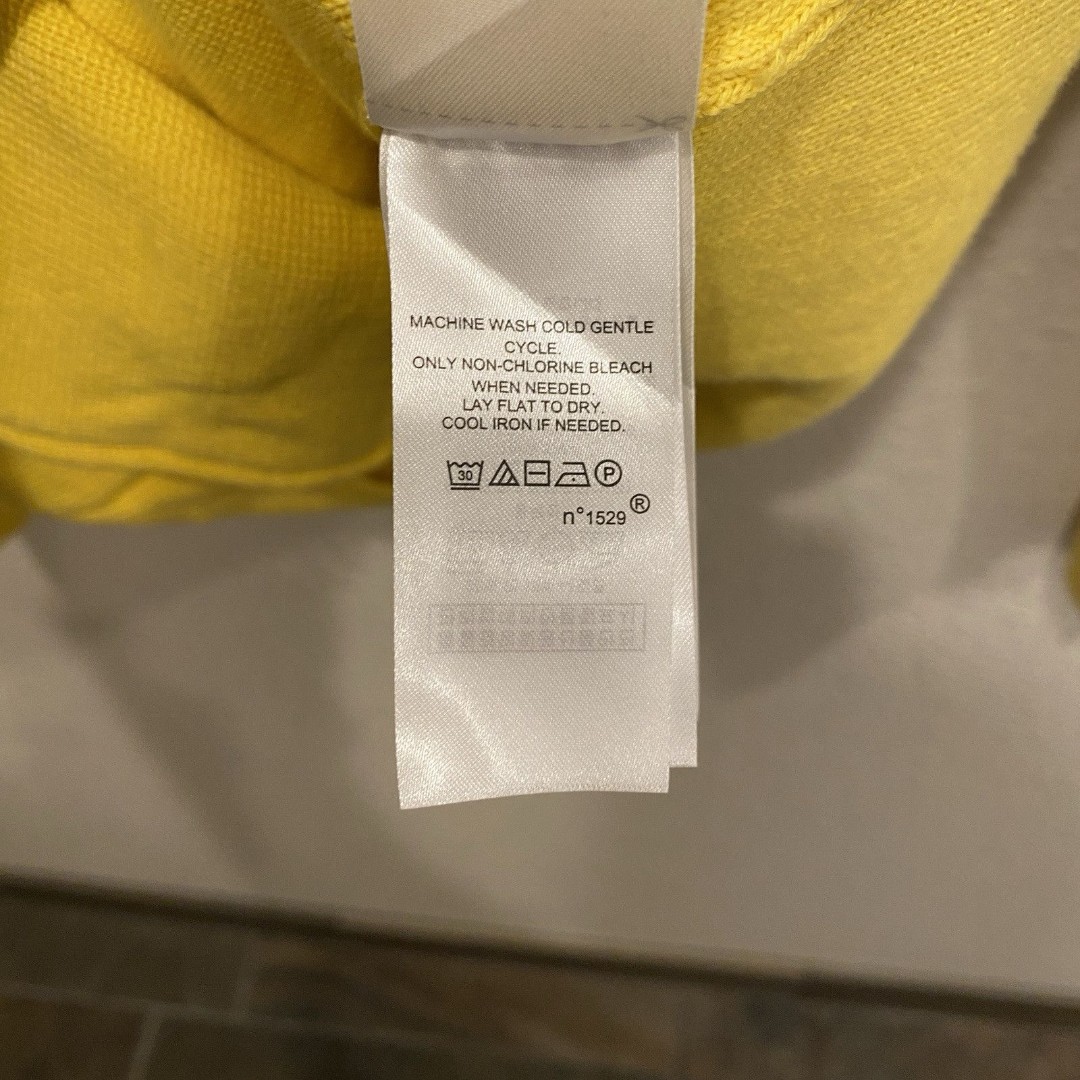 MACHINE WASH COLD GENTLE
CYCLE.
ONLY NON-CHLORINE BLEACH
WHEN NEEDED.
LAY FLAT TO DRY.
COOL IRON IF NEEDED.
30 P
n°1529®